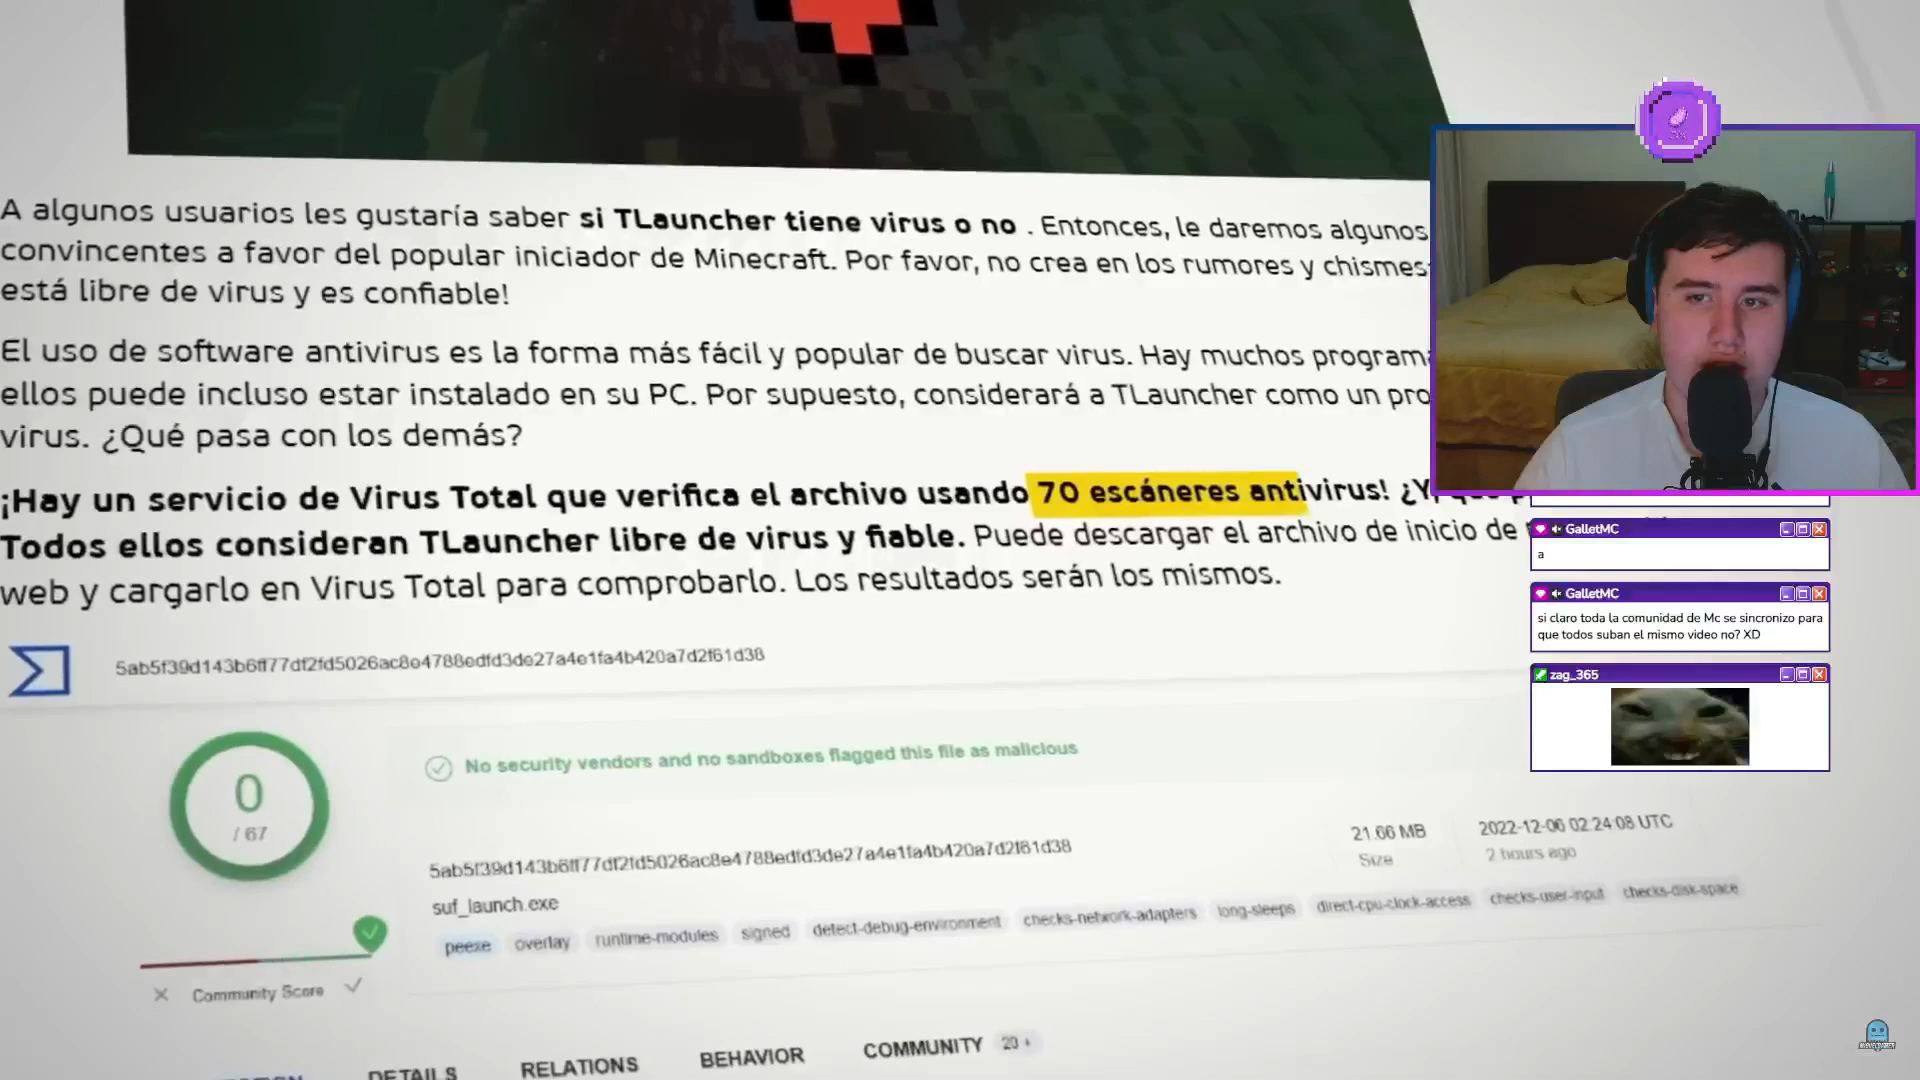 A algunos usuarios les gustaría saber si TLauncher tiene virus o no . Entonces, le daremos algunos
convincentes a favor del popular iniciador de Minecraft. Por favor, no crea en los rumores y chismes
está libre de virus y es confiable!
El uso de software antivirus es la forma más fácil y popular de buscar virus. Hay muchos program
ellos puede incluso estar instalado en su PC. Por supuesto, considerará a TLauncher como un pro
virus. ¿Qué pasa con los demás?
¡Hay un servicio de Virus Total que verifica el archivo usando 70 escáneres antivirus! ¿Y
Todos ellos consideran TLauncher libre de virus y fiable. Puede descargar el archivo de inicio de
web y cargarlo en Virus Total para comprobarlo. Los resultados serán los mismos.
5ab5f39d143b6ff77df2fd5026ac8e4788edfd3de27a4e1fa4b420a7d2f61d38
0
/ 67
No security vendors and no sandboxes flagged this file as malicious
5ab5f39d143b6ff77df2fd5026ac8e4788edfd3de27a4e1fa4b420a7d2f61d38
suf_launch.exe
21.66 MB
Size
2022-12-06 02:24:08 UTC
2 hours ago
peexe overlay runtime-modules signed detect-debug-environment checks-network-adapters long-sleeps direct-cpu-clock-access checks-user-input checks-disk-space
Community Score
DETAILS RELATIONS BEHAVIOR COMMUNITY 20 +
GalletMC
a
GalletMC
si claro toda la comunidad de Mc se sincronizo para
que todos suban el mismo video no? XD
zag_365